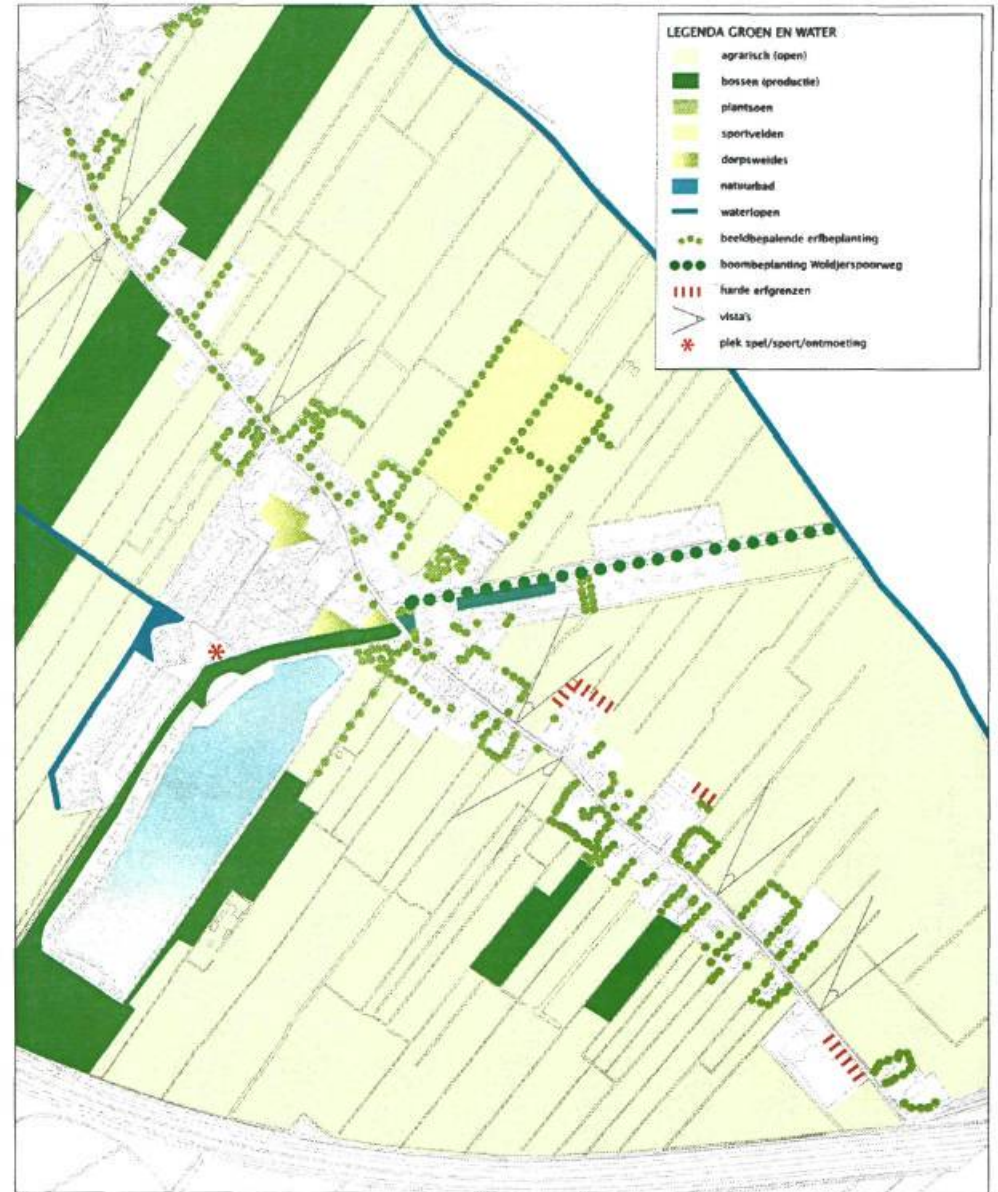 LEGENDA GROEN EN WATER
agrarisch (open)
bossen (productie)
plantsoen
sportvelden
dorpsweides
natuurbad
waterlopen
beeldbepalende erfbeplanting
boombeplanting Woldjerspoorweg
harde erfgrenzen
vista's
plek spel/sport/ontmoeting